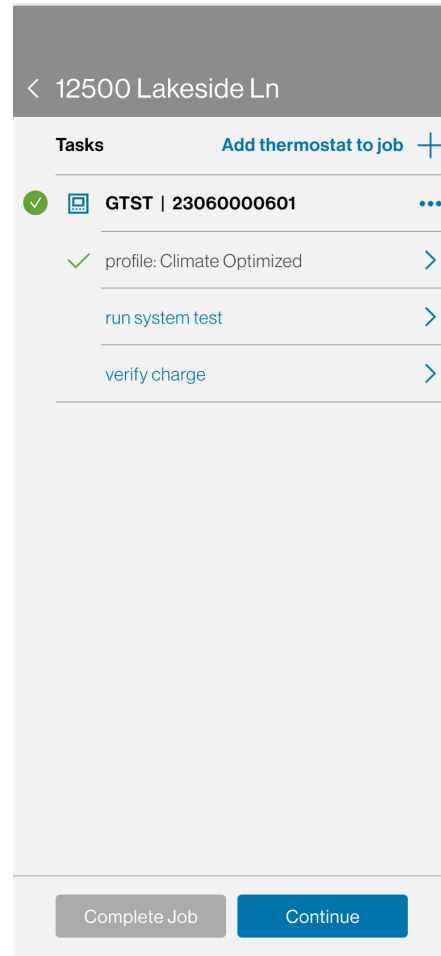 12500 Lakeside Ln
Tasks Add thermostat to job
GTST | 23060000601
profile: Climate Optimized
run system test
verify charge
Complete Job Continue